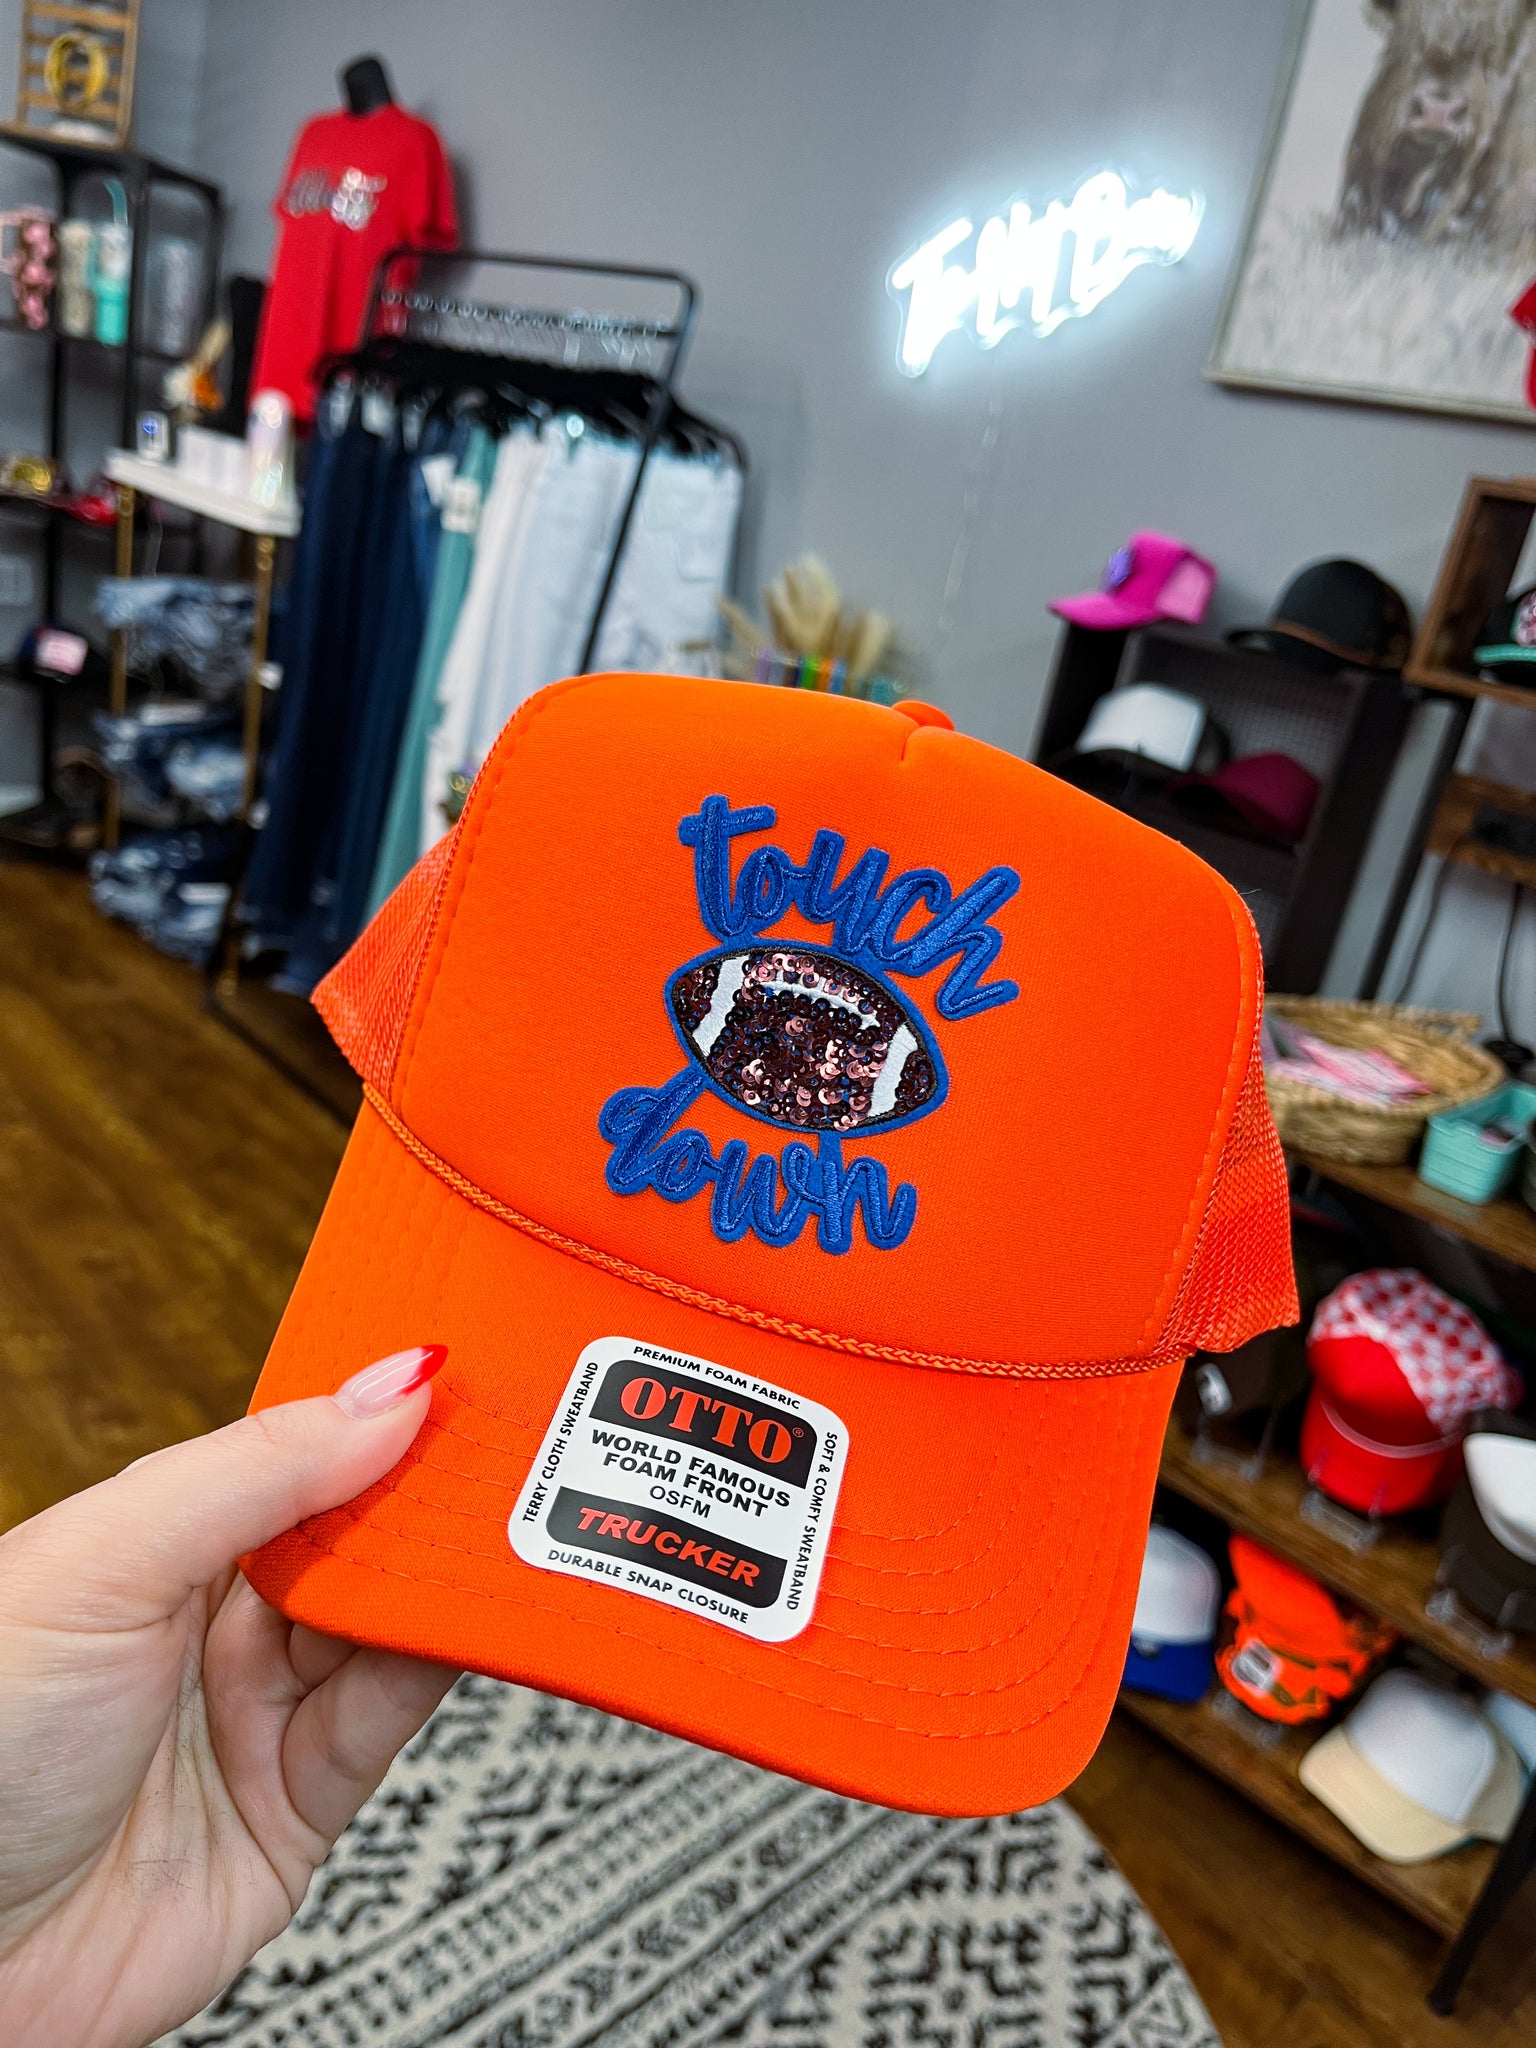 touch
down
PREMIUM FOAM FABRIC
TERRY CLOTH SWEATBAND
OTTO®
WORLD FAMOUS
FOAM FRONT
OSFM
TRUCKER
SOFT & COMFY SWEATBAND
DURABLE SNAP CLOSURE